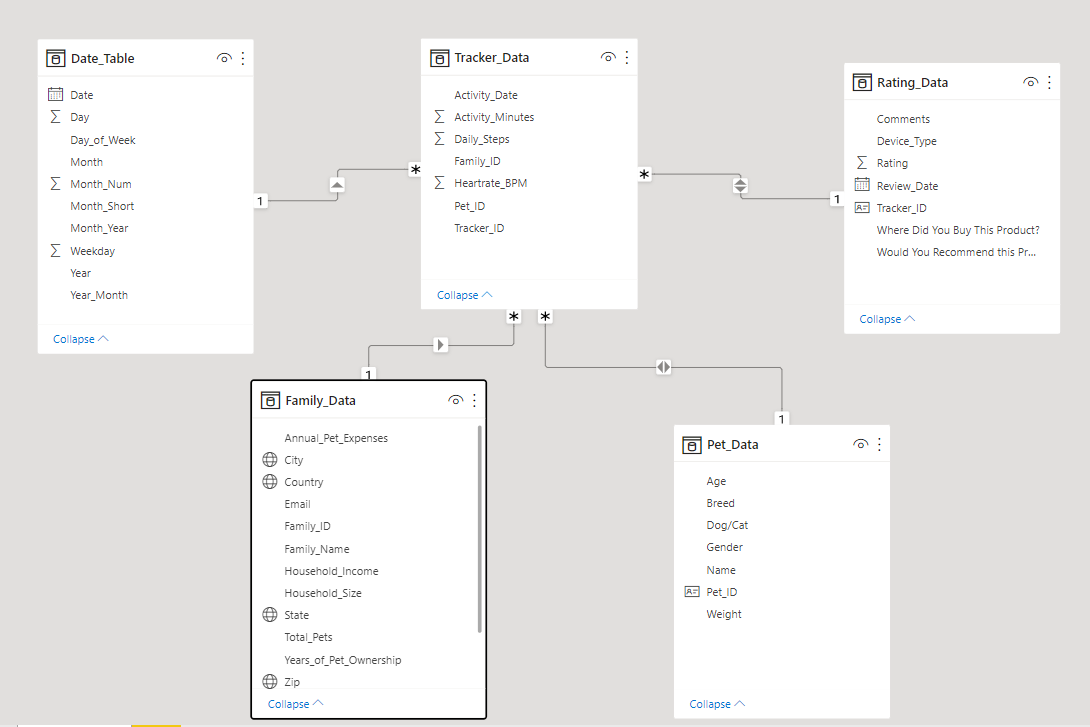 Date_Table
Date
Day
Day_of_Week
Month
Month_Num
Month_Short
Month_Year
Weekday
Year
Year_Month
Collapse
1
*
Tracker_Data
Activity_Date
Activity_Minutes
Daily_Steps
Family_ID
Heartrate_BPM
Pet_ID
Tracker_ID
Collapse
*
1
Rating_Data
Comments
Device_Type
Rating
Review_Date
Tracker_ID
Where Did You Buy This Product?
Would You Recommend this Pr...
Collapse
*
*
1
1
Family_Data
Annual_Pet_Expenses
City
Country
Email
Family_ID
Family_Name
Household_Income
Household_Size
State
Total_Pets
Years_of_Pet_Ownership
Zip
Collapse
Pet_Data
Age
Breed
Dog/Cat
Gender
Name
Pet_ID
Weight
Collapse